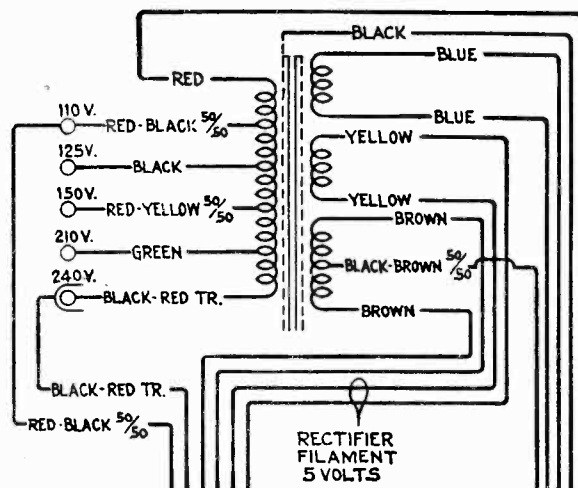 BLACK
BLUE
RED
110 V.
RED-BLACK 50/50
BLUE
125V.
BLACK
YELLOW
150V.
RED-YELLOW 50/50
YELLOW
BROWN
210 V.
GREEN
240 V.
BLACK-BROWN 50/50
BLACK-RED TR.
BROWN
BLACK-RED TR.
RED-BLACK 50/50
RECTIFIER
FILAMENT
5 VOLTS